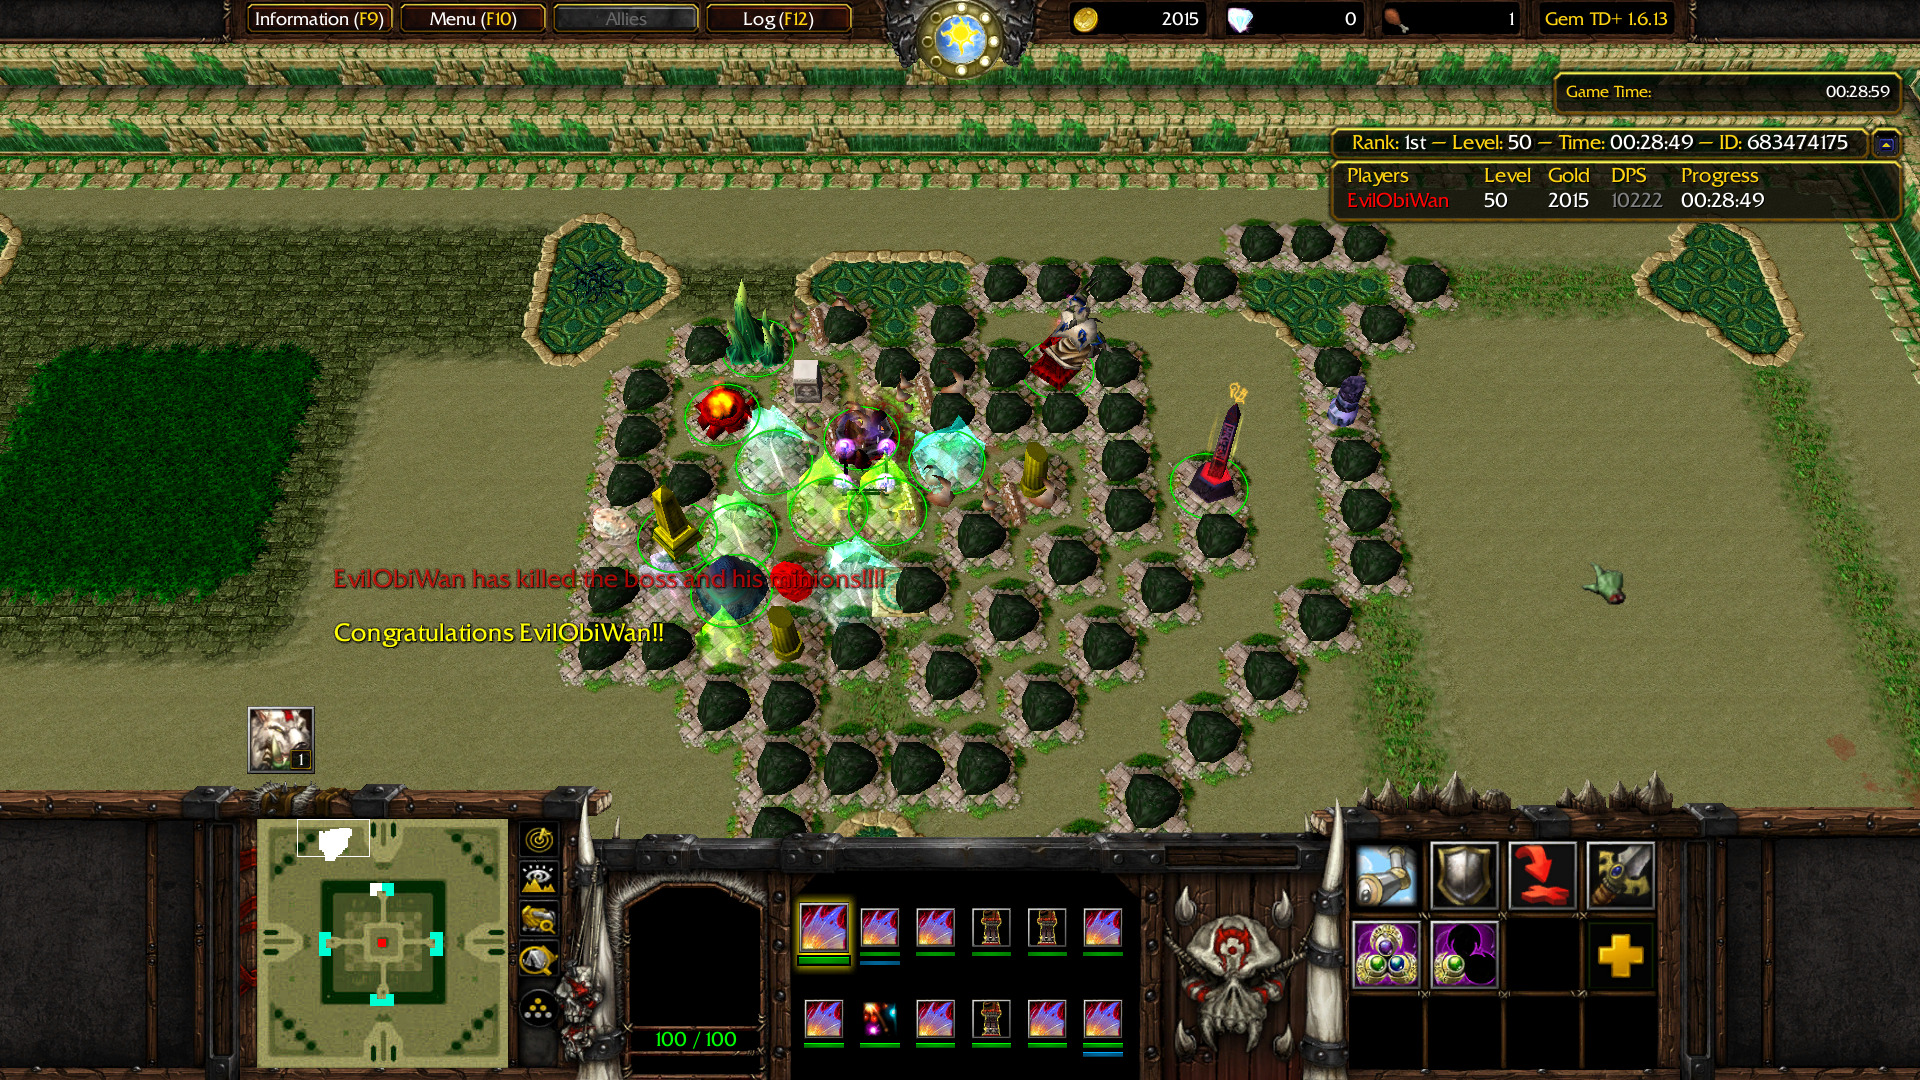 Information (F9) Menu (F10) Allies Log (F12) 2015 0 1 Gem TD+ 1.6.13
Game Time: 00:28:59
Rank: 1st – Level: 50 – Time: 00:28:49 – ID: 683474175
Players Level Gold DPS Progress
EvilObiWan 50 2015 10222 00:28:49
EvilObiWan has killed the boss and his minions!!!!
Congratulations EvilObiWan!!
1
100 / 100